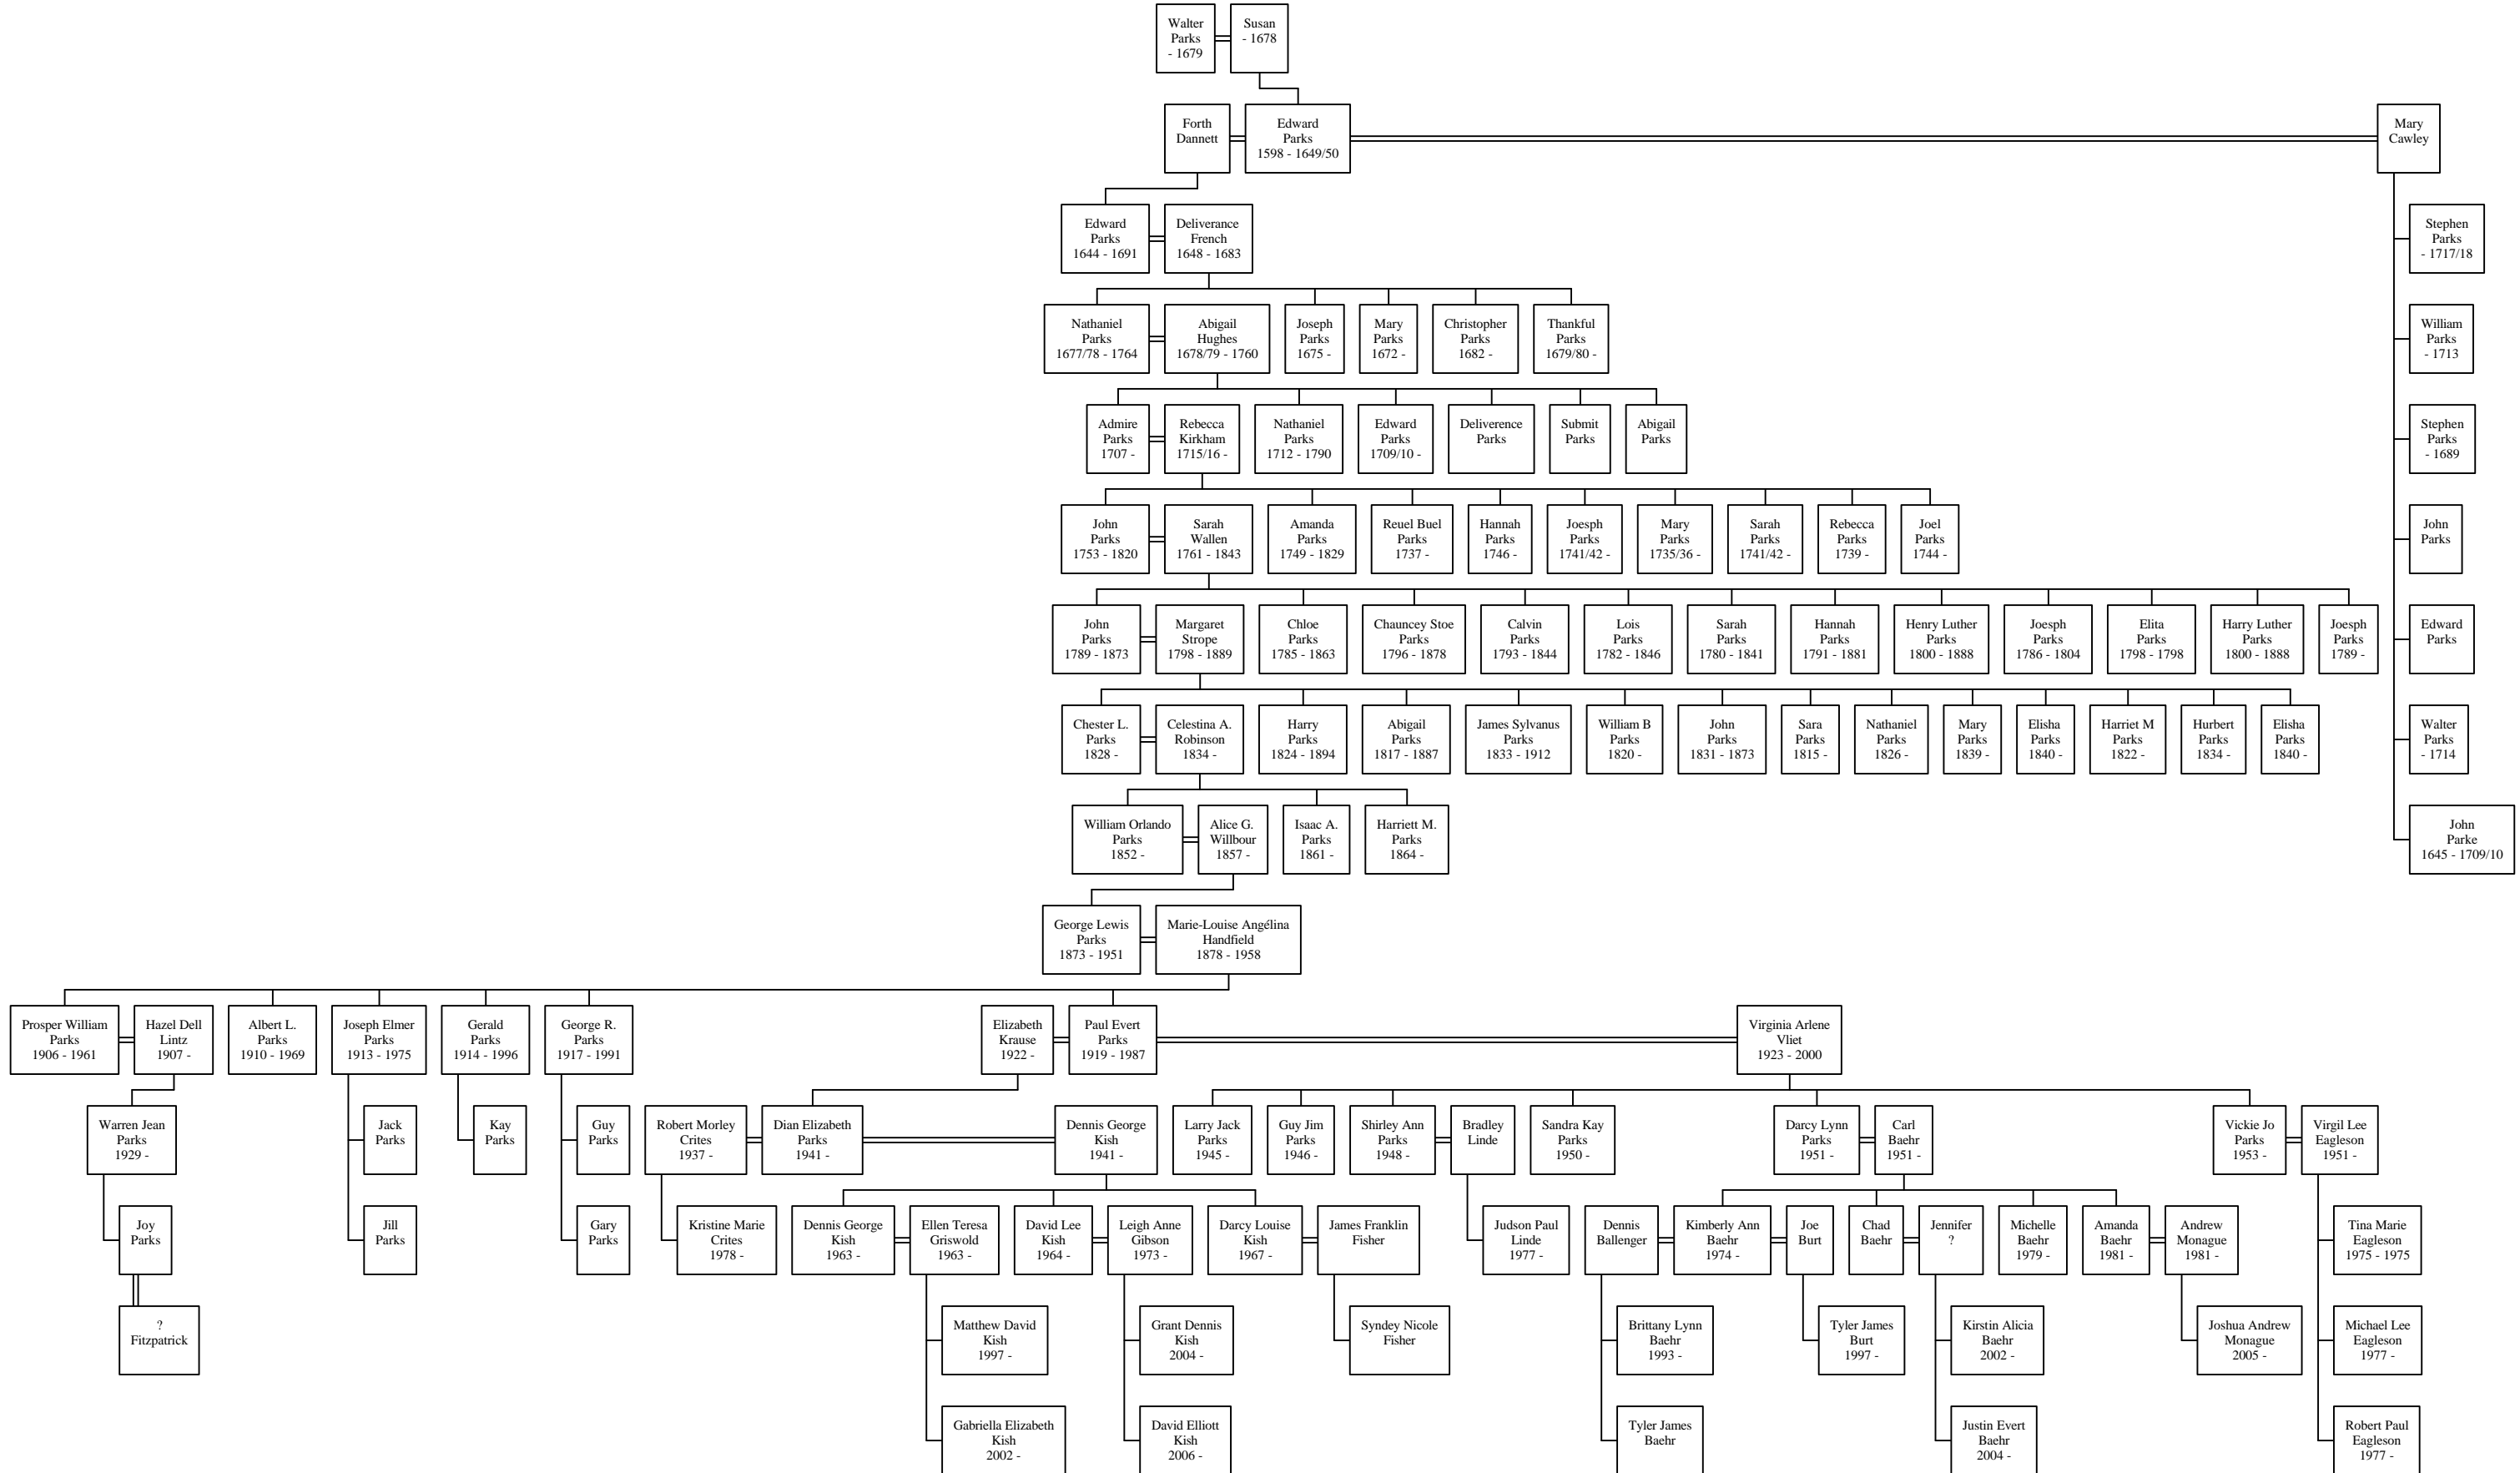 Walter
Parks
- 1679
Susan
- 1678
Forth
Dannett
Edward
Parks
1598 - 1649/50
Mary
Cawley
Edward
Parks
1644 - 1691
Deliverance
French
1648 - 1683
Stephen
Parks
- 1717/18
Nathaniel
Parks
1677/78 - 1764
Abigail
Hughes
1678/79 - 1760
Joseph
Parks
1675 -
Mary
Parks
1672 -
Christopher
Parks
1682 -
Thankful
Parks
1679/80 -
William
Parks
- 1713
Admire
Parks
1707 -
Rebecca
Kirkham
1715/16 -
Nathaniel
Parks
1712 - 1790
Edward
Parks
1709/10 -
Deliverence
Parks
Submit
Parks
Abigail
Parks
Stephen
Parks
- 1689
John
Parks
1753 - 1820
Sarah
Wallen
1761 - 1843
Amanda
Parks
1749 - 1829
Reuel Buel
Parks
1737 -
Hannah
Parks
1746 -
Joesph
Parks
1741/42 -
Mary
Parks
1735/36 -
Sarah
Parks
1741/42 -
Rebecca
Parks
1739 -
Joel
Parks
1744 -
John
Parks
John
Parks
1789 - 1873
Margaret
Strope
1798 - 1889
Chloe
Parks
1785 - 1863
Chauncey Stoe
Parks
1796 - 1878
Calvin
Parks
1793 - 1844
Lois
Parks
1782 - 1846
Sarah
Parks
1780 - 1841
Hannah
Parks
1791 - 1881
Henry Luther
Parks
1800 - 1888
Joesph
Parks
1786 - 1804
Elita
Parks
1798 - 1798
Harry Luther
Parks
1800 - 1888
Joesph
Parks
1789 -
Edward
Parks
Chester L.
Parks
1828 -
Celestina A.
Robinson
1834 -
Harry
Parks
1824 - 1894
Abigail
Parks
1817 - 1887
James Sylvanus
Parks
1833 - 1912
William B
Parks
1820 -
John
Parks
1831 - 1873
Sara
Parks
1815 -
Nathaniel
Parks
1826 -
Mary
Parks
1839 -
Elisha
Parks
1840 -
Harriet M
Parks
1822 -
Hurbert
Parks
1834 -
Elisha
Parks
1840 -
Walter
Parks
- 1714
William Orlando
Parks
1852 -
Alice G.
Willbour
1857 -
Isaac A.
Parks
1861 -
Harriett M.
Parks
1864 -
John
Parke
1645 - 1709/10
George Lewis
Parks
1873 - 1951
Marie-Louise Angélina
Handfield
1878 - 1958
Prosper William
Parks
1906 - 1961
Hazel Dell
Lintz
1907 -
Albert L.
Parks
1910 - 1969
Joseph Elmer
Parks
1913 - 1975
Gerald
Parks
1914 - 1996
George R.
Parks
1917 - 1991
Elizabeth
Krause
1922 -
Paul Evert
Parks
1919 - 1987
Virginia Arlene
Vliet
1923 - 2000
Warren Jean
Parks
1929 -
Jack
Parks
Kay
Parks
Guy
Parks
Robert Morley
Crites
1937 -
Dian Elizabeth
Parks
1941 -
Dennis George
Kish
1941 -
Larry Jack
Parks
1945 -
Guy Jim
Parks
1946 -
Shirley Ann
Parks
1948 -
Bradley
Linde
Sandra Kay
Parks
1950 -
Darcy Lynn
Parks
1951 -
Carl
Baehr
1951 -
Vickie Jo
Parks
1953 -
Virgil Lee
Eagleson
1951 -
Joy
Parks
Jill
Parks
Gary
Parks
Kristine Marie
Crites
1978 -
Dennis George
Kish
1963 -
Ellen Teresa
Griswold
1963 -
David Lee
Kish
1964 -
Leigh Anne
Gibson
1973 -
Darcy Louise
Kish
1967 -
James Franklin
Fisher
Judson Paul
Linde
1977 -
Dennis
Ballenger
Kimberly Ann
Baehr
1974 -
Joe
Burt
Chad
Baehr
Jennifer
?
Michelle
Baehr
1979 -
Amanda
Baehr
1981 -
Andrew
Monague
1981 -
Tina Marie
Eagleson
1975 - 1975
?
Fitzpatrick
Matthew David
Kish
1997 -
Grant Dennis
Kish
2004 -
Syndey Nicole
Fisher
Brittany Lynn
Baehr
1993 -
Tyler James
Burt
1997 -
Kirstin Alicia
Baehr
2002 -
Joshua Andrew
Monague
2005 -
Michael Lee
Eagleson
1977 -
Gabriella Elizabeth
Kish
2002 -
David Elliott
Kish
2006 -
Tyler James
Baehr
Justin Evert
Baehr
2004 -
Robert Paul
Eagleson
1977 -